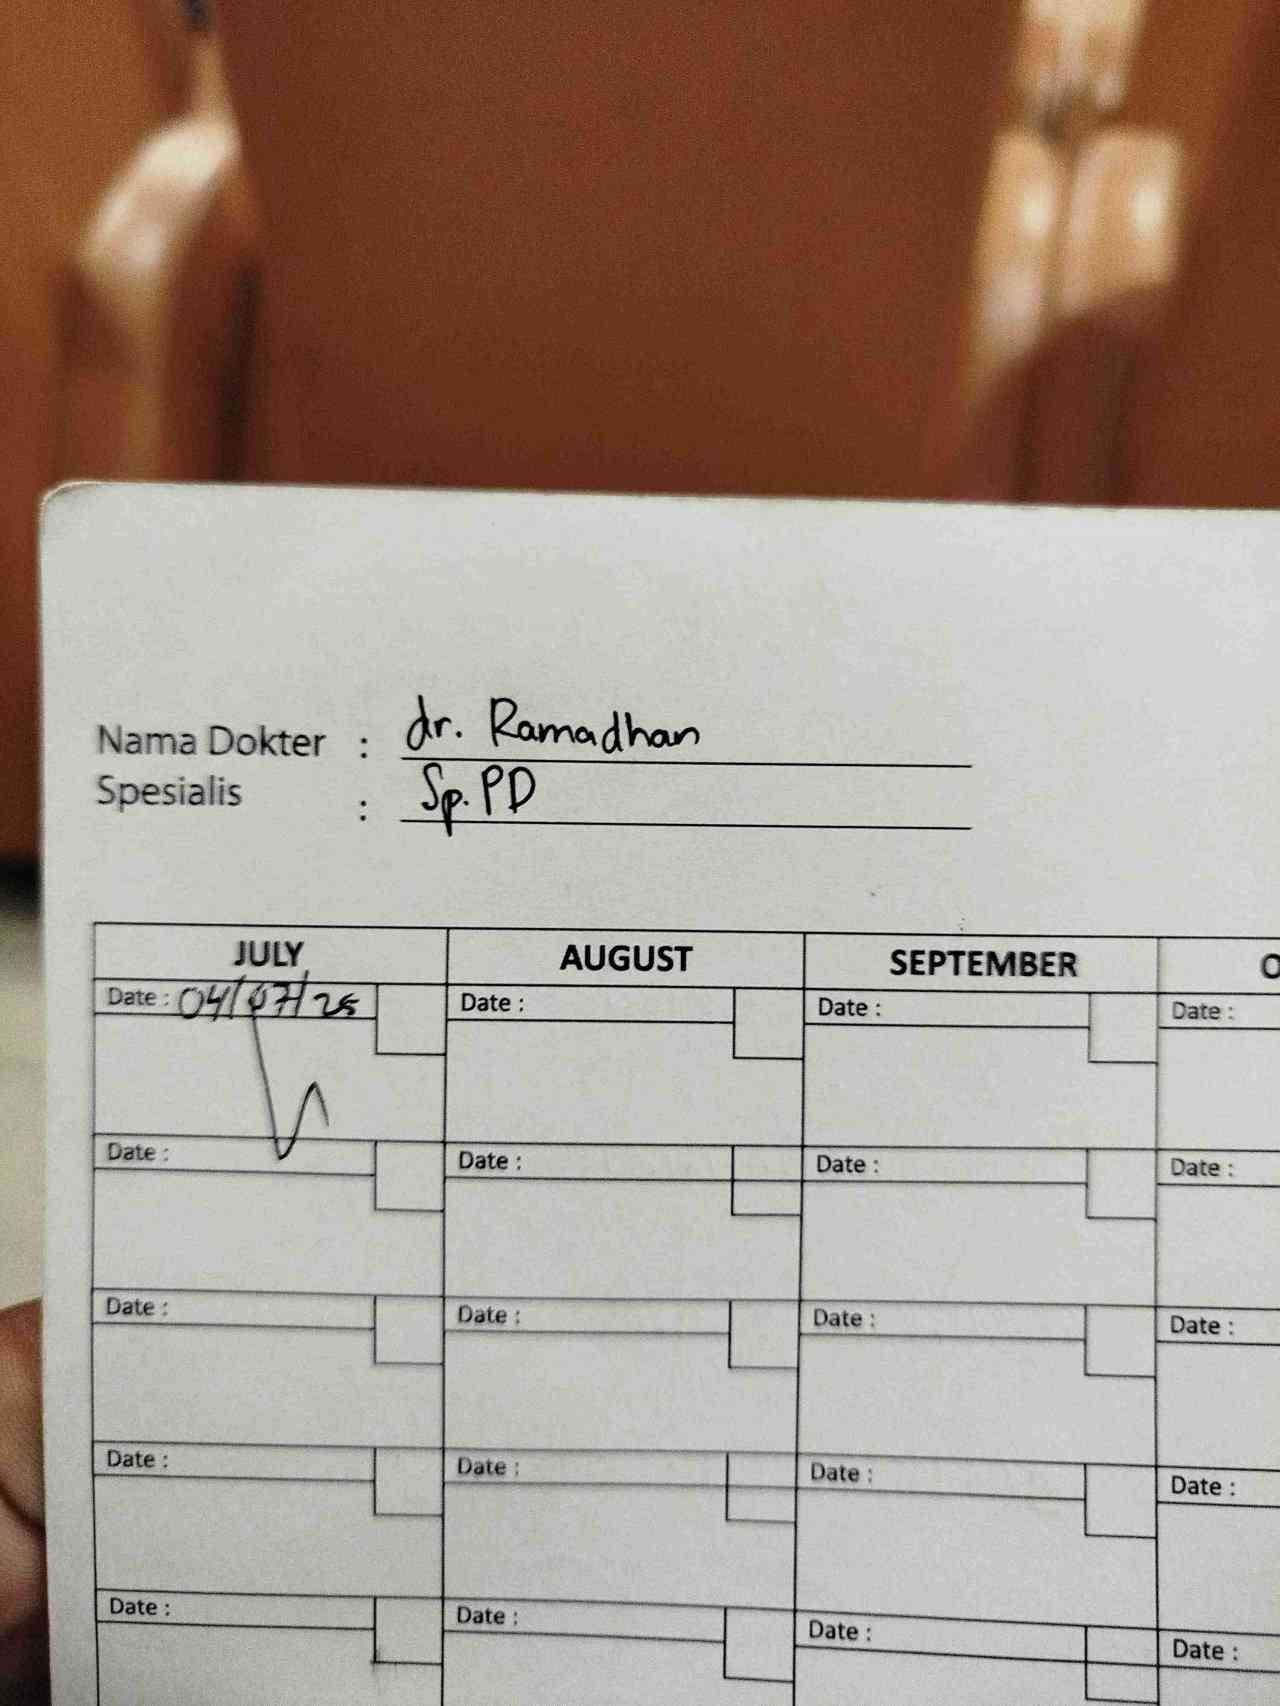 Nama Dokter : dr. Ramadhan
Spesialis : Sp.PD
JULY AUGUST SEPTEMBER O
Date : 04/07/25 Date : Date : Date :
Date : Date : Date : Date :
Date : Date : Date : Date :
Date : Date : Date : Date :
Date : Date : Date : Date :